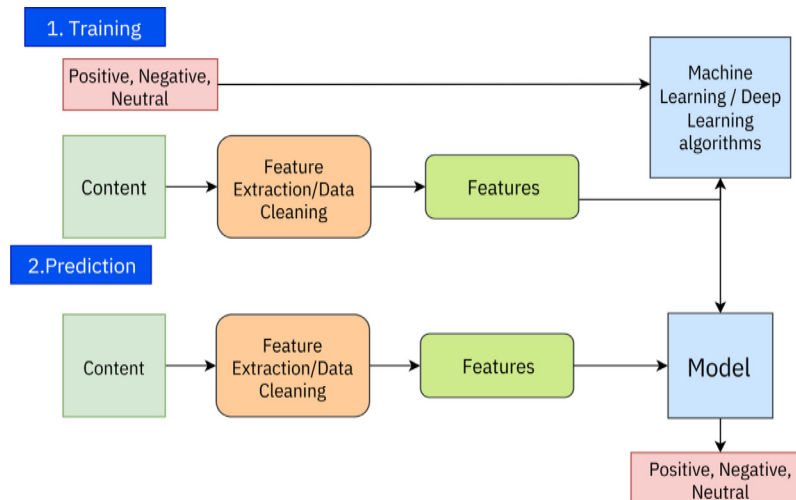 1. Training
Positive, Negative,
Neutral
Machine
Learning / Deep
Learning
algorithms
Content
Feature
Extraction/Data
Cleaning
Features
2.Prediction
Content
Feature
Extraction/Data
Cleaning
Features
Model
Positive, Negative,
Neutral